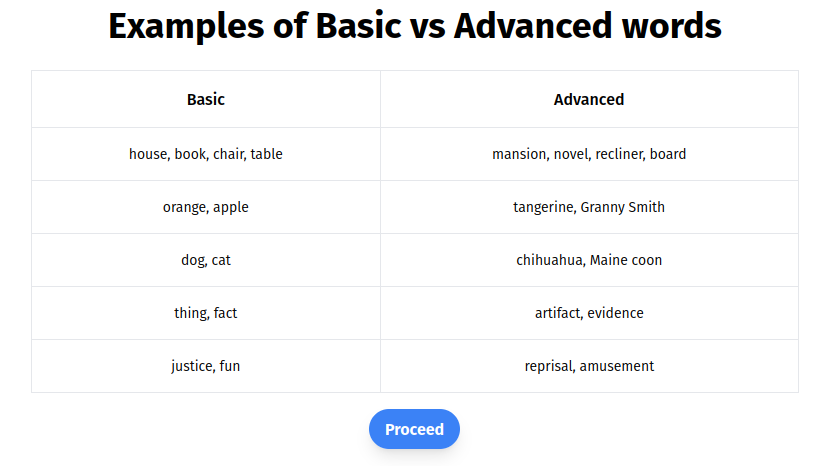 Examples of Basic vs Advanced words
Basic Advanced
house, book, chair, table mansion, novel, recliner, board
orange, apple tangerine, Granny Smith
dog, cat chihuahua, Maine coon
thing, fact artifact, evidence
justice, fun reprisal, amusement
Proceed